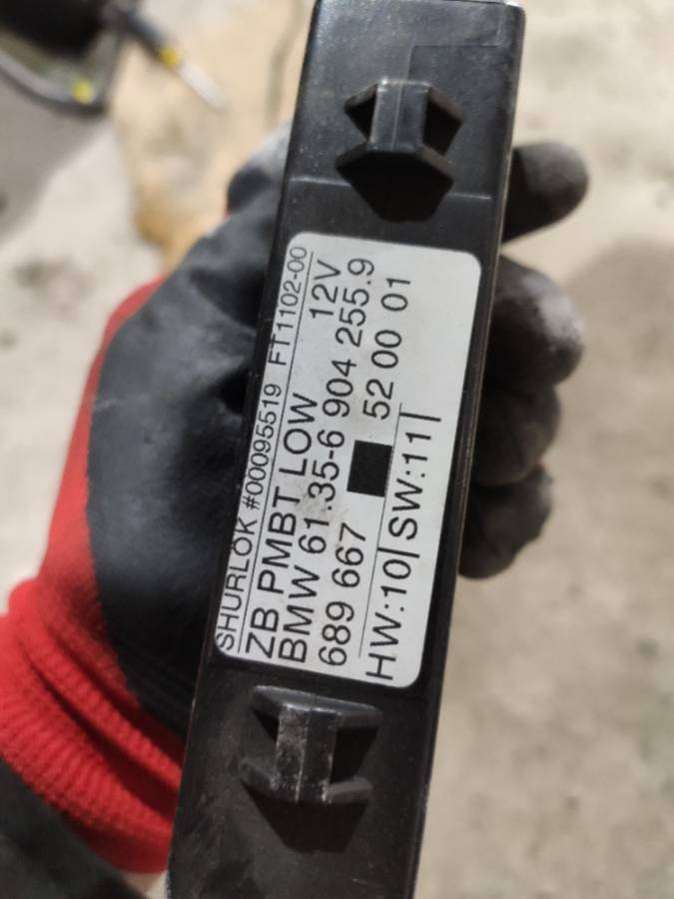 SHURLOK #00095519 FT1102-00
ZB PMBT LOW 12V
BMW 61.35-6 904 255.9
689 667 52 00 01
HW:10 SW:11